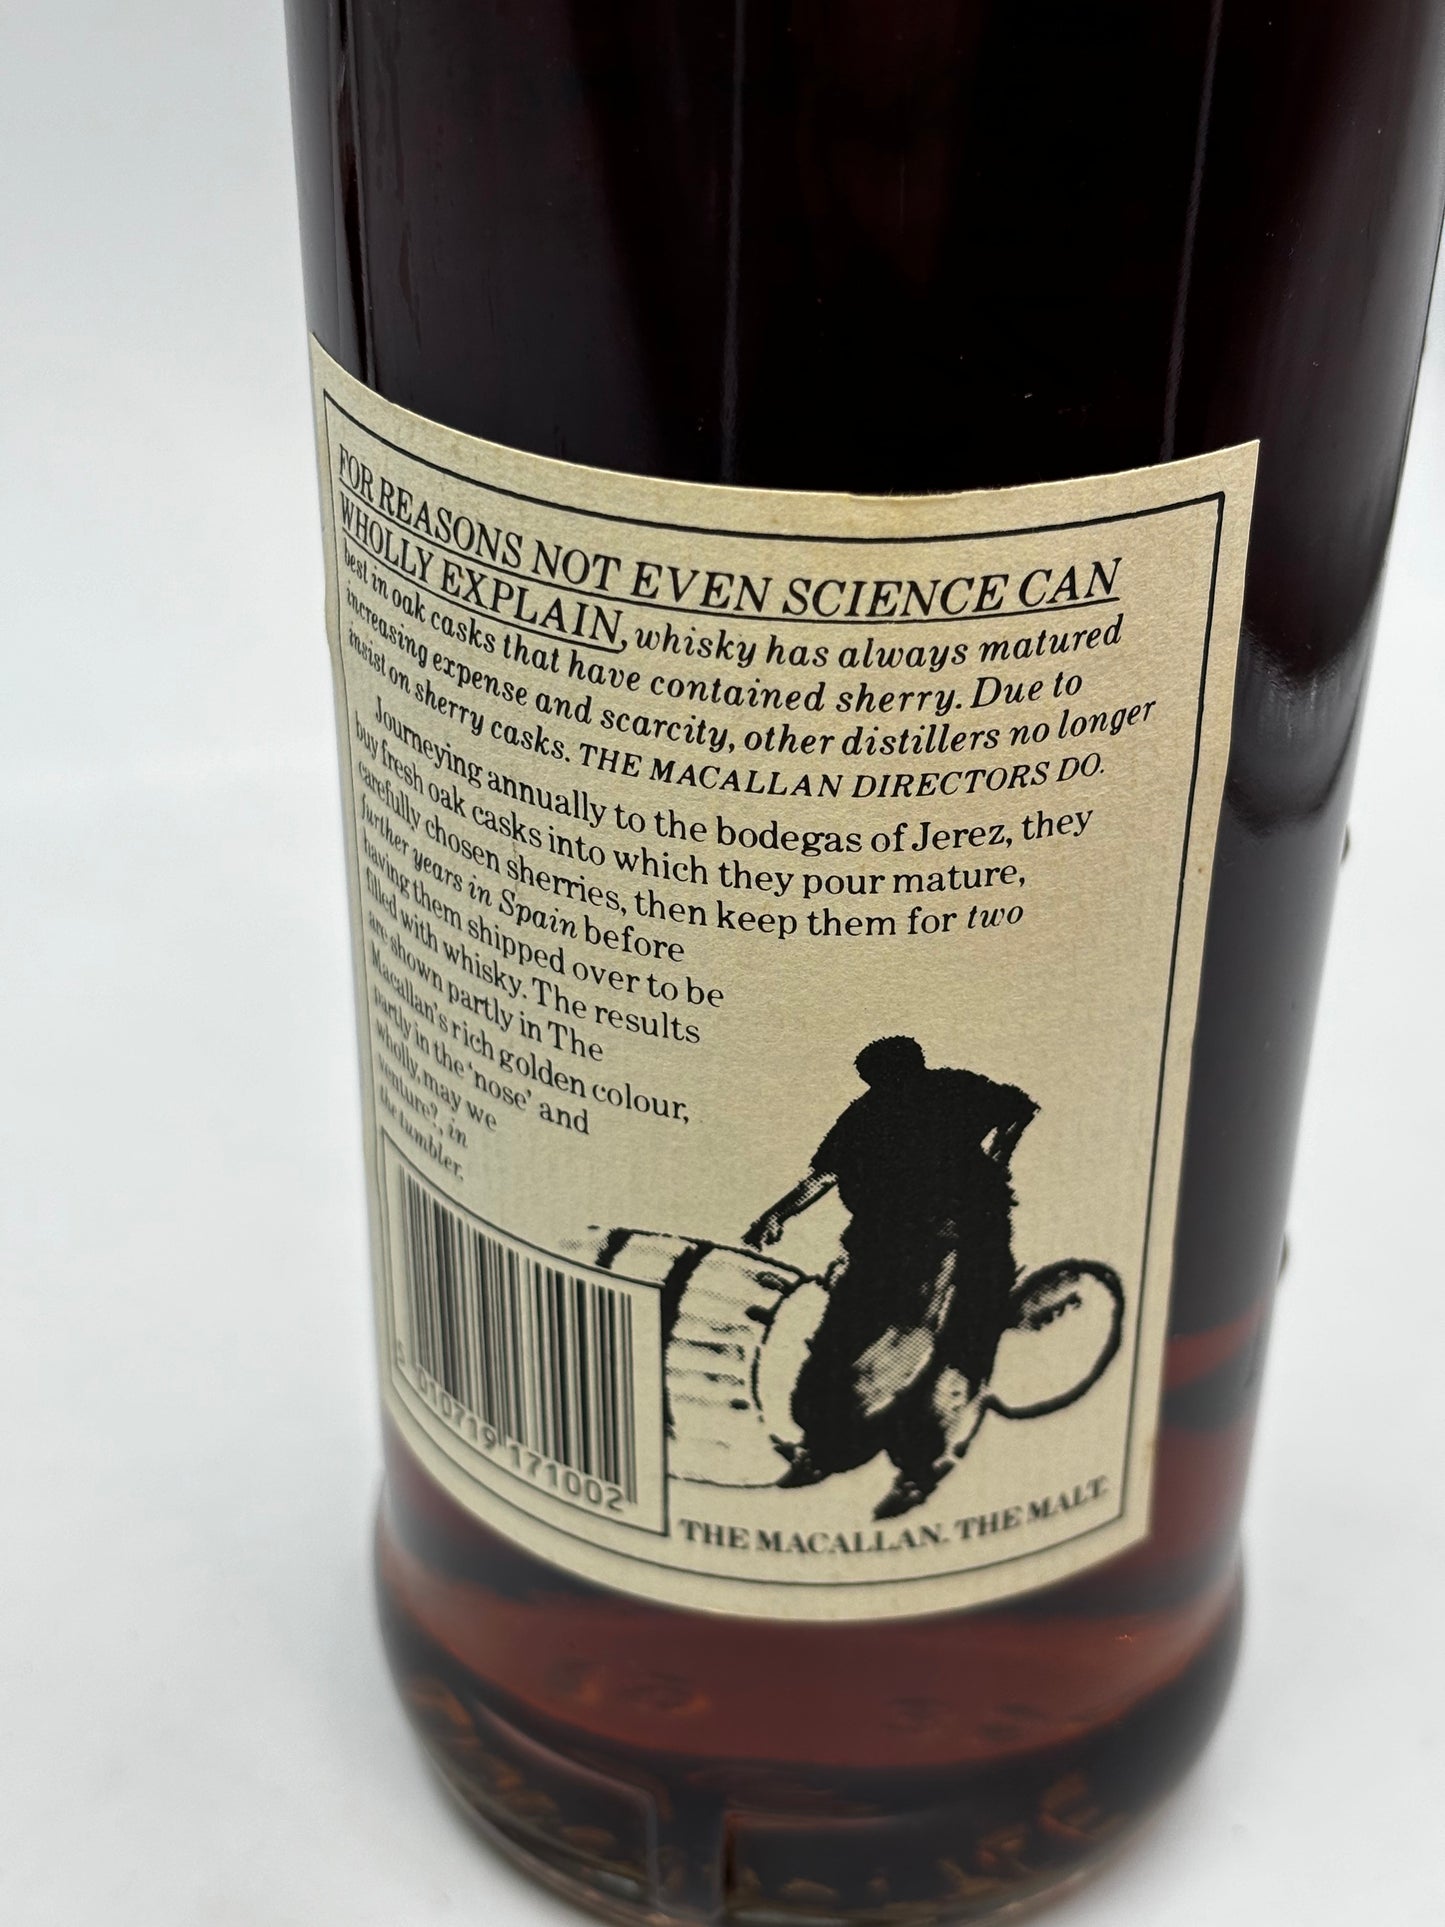 FOR REASONS NOT EVEN SCIENCE CAN
WHOLLY EXPLAIN, whisky has always matured
best in oak casks that have contained sherry. Due to
increasing expense and scarcity, other distillers no longer
insist on sherry casks. THE MACALLAN DIRECTORS DO.
Journeying annually to the bodegas of Jerez, they
buy fresh oak casks into which they pour mature,
carefully chosen sherries, then keep them for two
further years in Spain before
having them shipped over to be
filled with whisky. The results
are shown partly in The
Macallan's rich golden colour,
partly in the 'nose' and
wholly, may we
venture?, in
the tumbler.
5 010719 171002
THE MACALLAN. THE MALT.